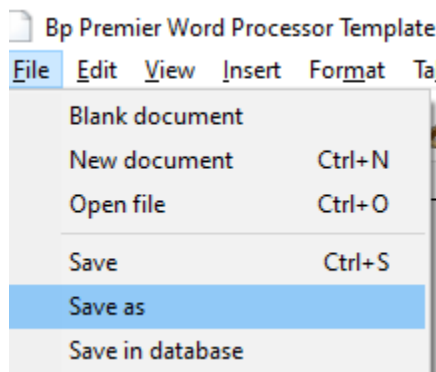 Bp Premier Word Processor Template
File Edit View Insert Format Ta
Blank document
New document Ctrl+N
Open file Ctrl+O
Save Ctrl+S
Save as
Save in database